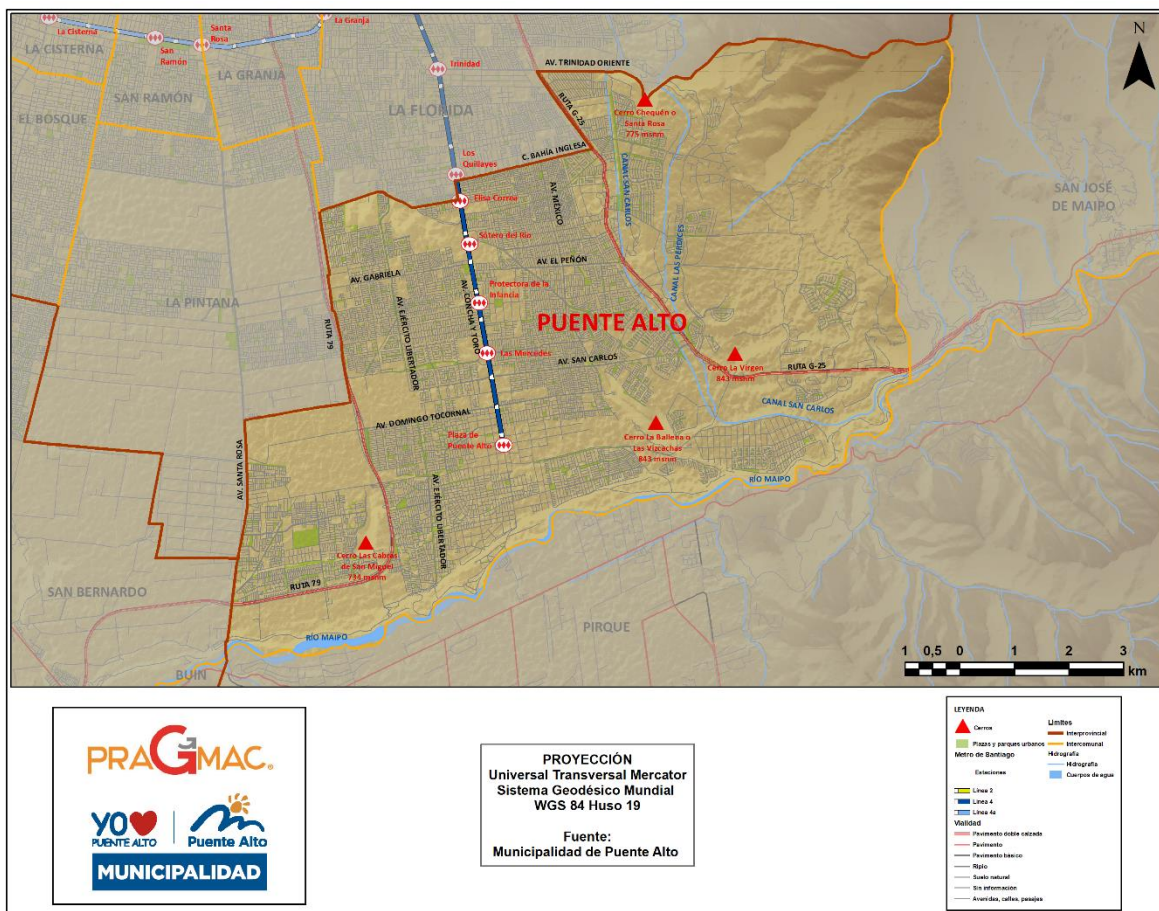 La Cisterna
LA CISTERNA
San
Ramón
Santa
Rosa
La Granja
LA GRANJA
SAN RAMÓN
EL BOSQUE
Trinidad
LA FLORIDA
AV. TRINIDAD ORIENTE
RUTA G-25
Cerro Chequén o
Santa Rosa
775 msnm
N
Los
Quillayes
C. BAHÍA INGLESA
CANAL SAN CARLOS
CANAL LAS PERDICES
SAN JOSÉ
DE MAIPO
Elisa Correa
AV. MÉXICO
Sótero del Río
AV. EL PEÑÓN
AV. GABRIELA
LA PINTANA
Protectora de la
Infancia
AV. CONCHA Y TORO
AV. EJÉRCITO LIBERTADOR
RUTA 79
PUENTE ALTO
Las Mercedes
AV. SAN CARLOS
Cerro La Virgen
843 msnm
RUTA G-25
CANAL SAN CARLOS
AV. DOMINGO TOCORNAL
Plaza de
Puente Alto
Cerro La Ballena o
Las Vizcachas
843 msnm
AV. SANTA ROSA
AV. EJÉRCITO LIBERTADOR
RÍO MAIPO
Cerro Las Cabras
de San Miguel
734 msnm
RUTA 79
SAN BERNARDO
RÍO MAIPO
PIRQUE
BUIN
1 0,5 0 1 2 3
km
PRAGMAC®
YO
PUENTE ALTO
Puente Alto
MUNICIPALIDAD
PROYECCIÓN
Universal Transversal Mercator
Sistema Geodésico Mundial
WGS 84 Huso 19
Fuente:
Municipalidad de Puente Alto
LEYENDA
Cerros
Plazas y parques urbanos
Metro de Santiago
Estaciones
Línea 2
Línea 4
Línea 4a
Vialidad
Pavimento doble calzada
Pavimento
Pavimento básico
Ripio
Suelo natural
Sin información
Avenidas, calles, pasajes
Límites
Interprovincial
Intercomunal
Hidrografía
Hidrografía
Cuerpos de agua